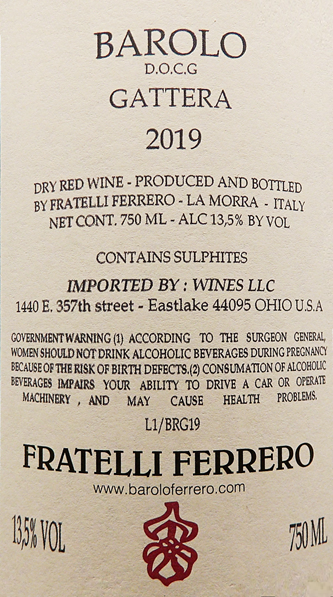 BAROLO
D.O.C.G
GATTERA
2019
DRY RED WINE - PRODUCED AND BOTTLED
BY FRATELLI FERRERO - LA MORRA - ITALY
NET CONT. 750 ML - ALC 13,5% BY VOL
CONTAINS SULPHITES
IMPORTED BY : WINES LLC
1440 E. 357th street - Eastlake 44095 OHIO U.S.A
GOVERNMENT WARNING (1) ACCORDING TO THE SURGEON GENERAL,
WOMEN SHOULD NOT DRINK ALCOHOLIC BEVERAGES DURING PREGNANCY
BECAUSE OF THE RISK OF BIRTH DEFECTS.(2) CONSUMATION OF ALCOHOLIC
BEVERAGES IMPAIRS YOUR ABILITY TO DRIVE A CAR OR OPERATE
MACHINERY , AND MAY CAUSE HEALTH PROBLEMS.
L1/BRG19
FRATELLI FERRERO
www.baroloferrero.com
13,5% VOL
750 ML